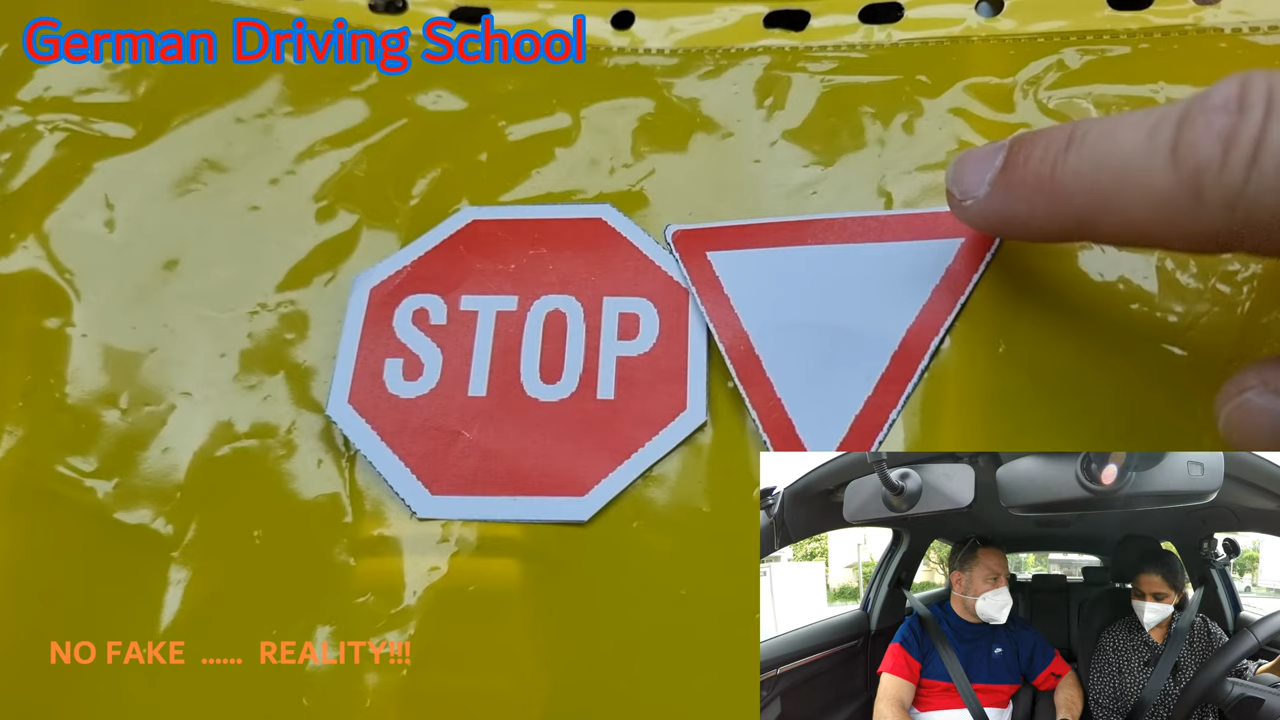 German Driving School
STOP
NO FAKE ...... REALITY!!!